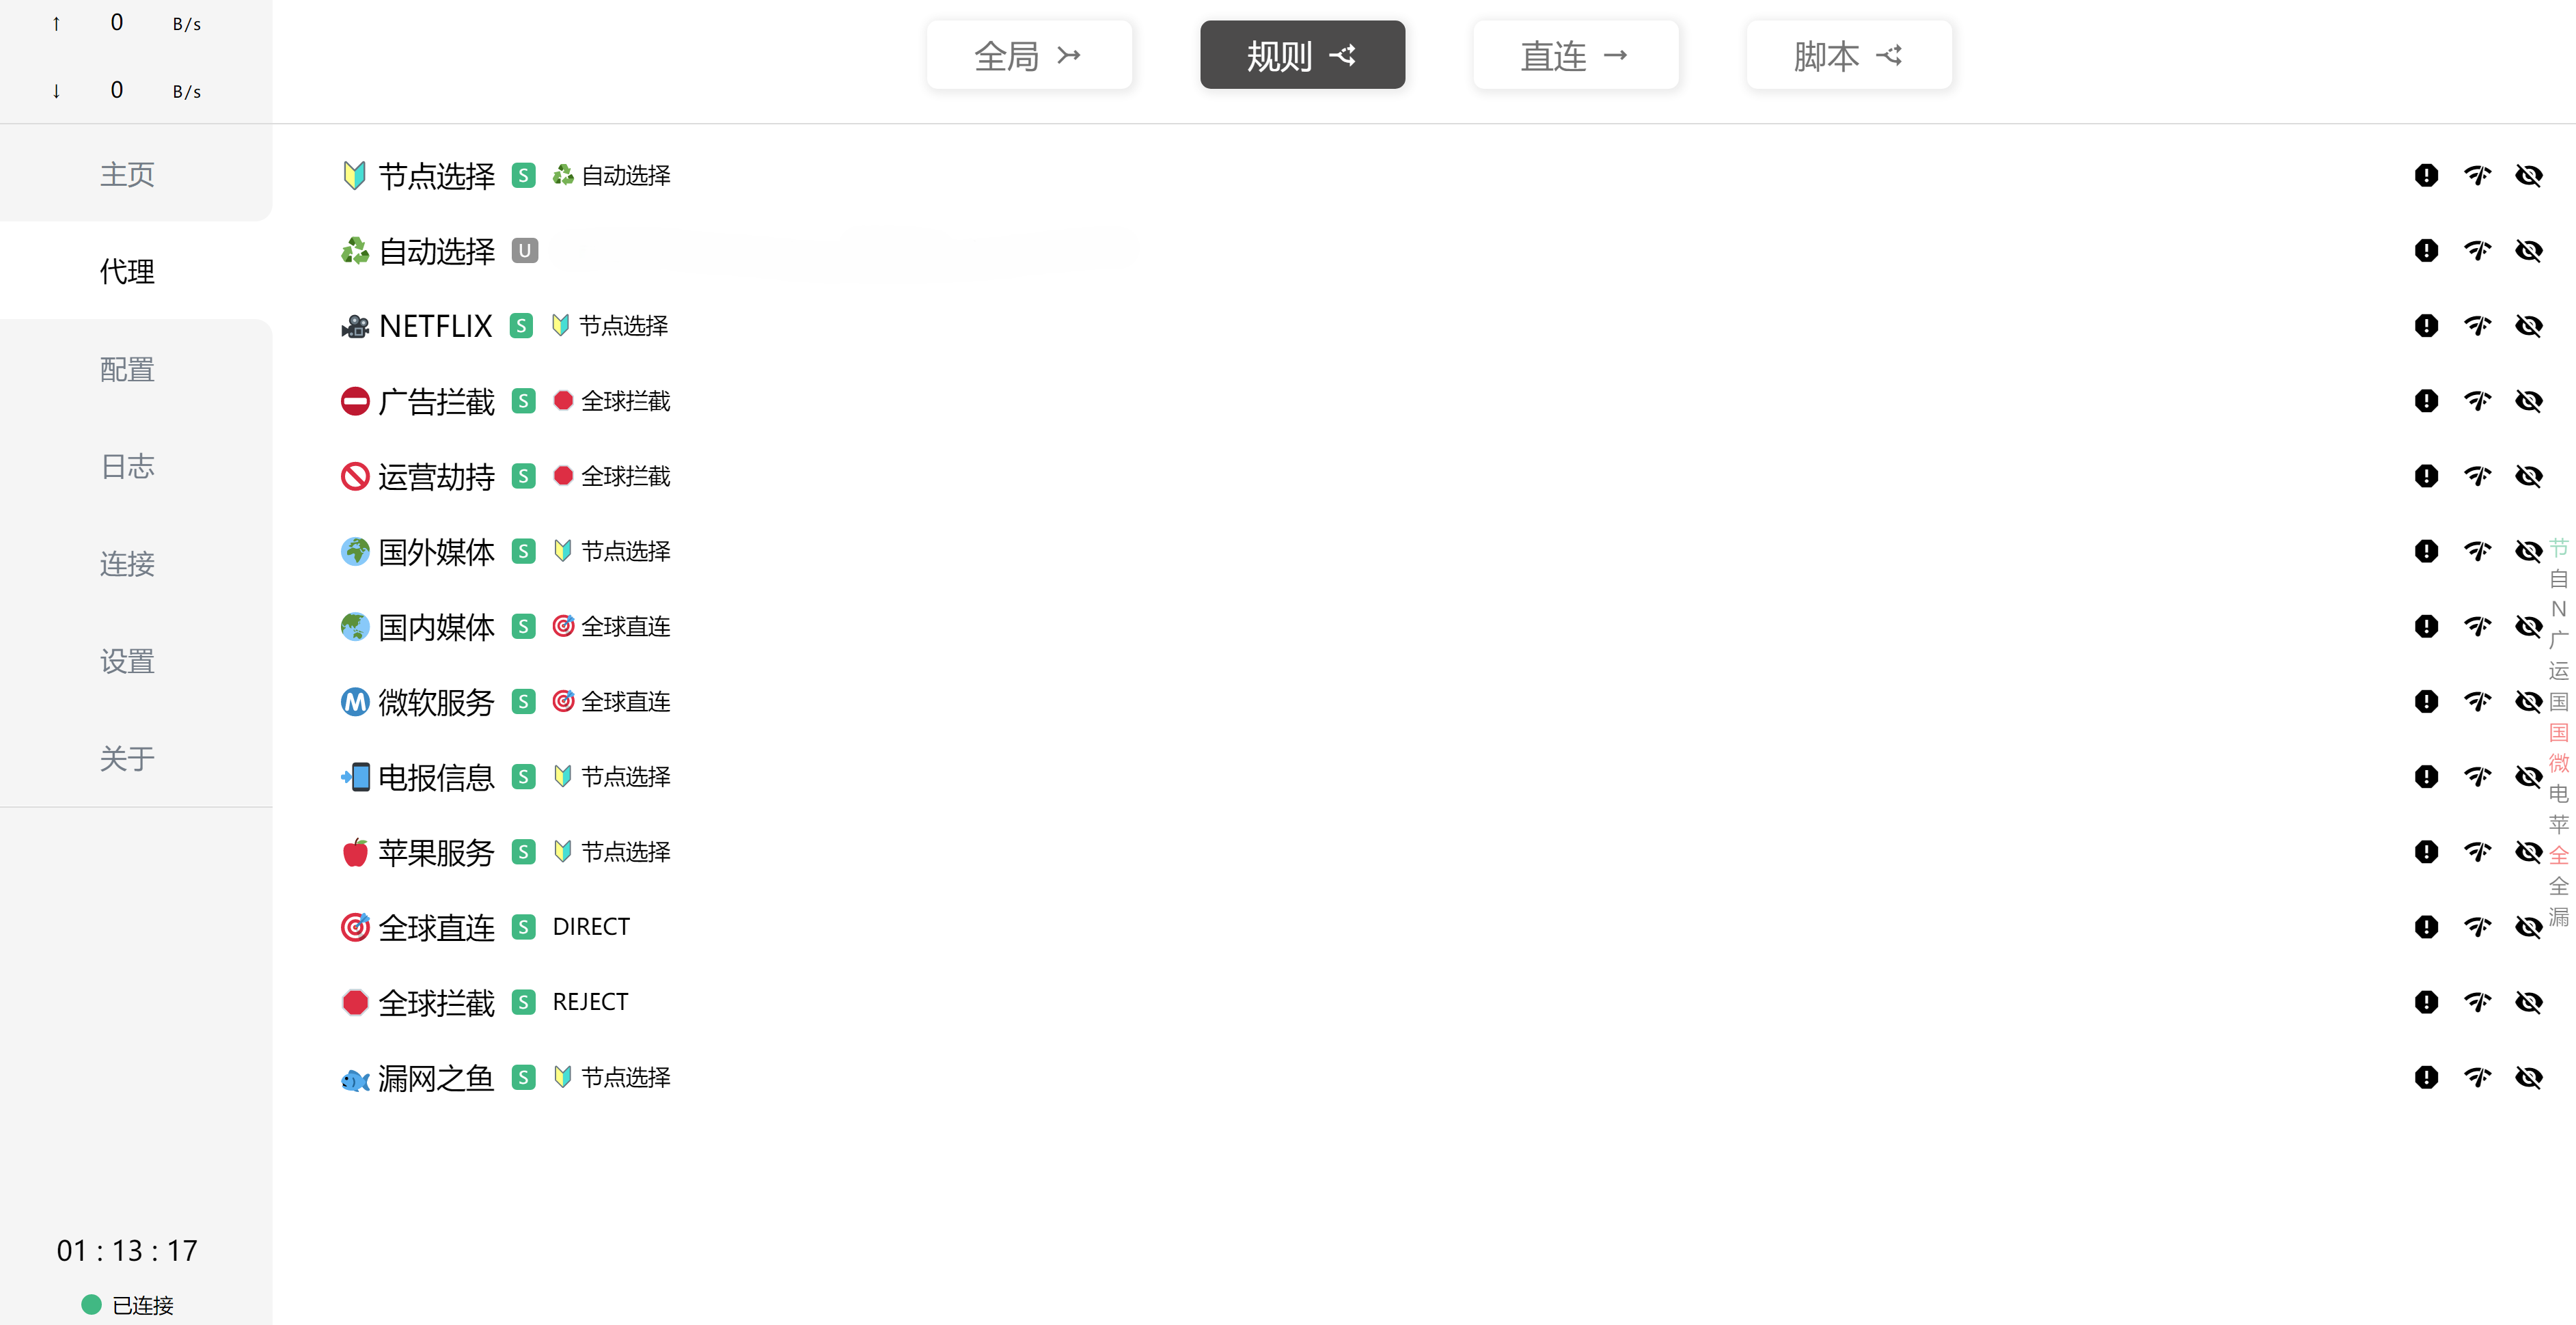 ↑ 0 B/s
↓ 0 B/s
全局
规则
直连
脚本
主页
代理
配置
日志
连接
设置
关于
节点选择 S 自动选择
自动选择 U
NETFLIX S 节点选择
广告拦截 S 全球拦截
运营劫持 S 全球拦截
国外媒体 S 节点选择
国内媒体 S 全球直连
M 微软服务 S 全球直连
电报信息 S 节点选择
苹果服务 S 节点选择
全球直连 S DIRECT
全球拦截 S REJECT
漏网之鱼 S 节点选择
节
自
N
广
运
国
国
微
电
苹
全
全
漏
01 : 13 : 17
已连接